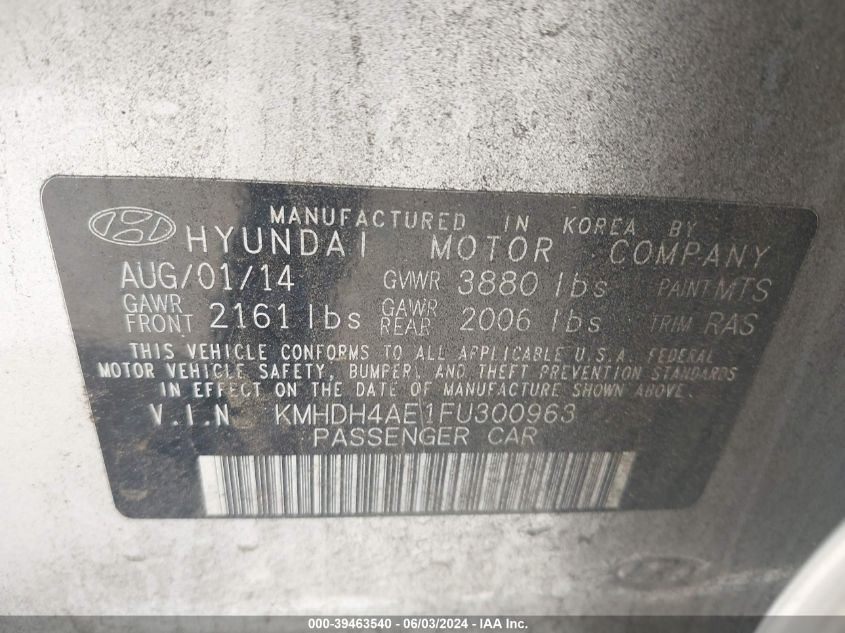 MANUFACTURED IN KOREA BY
HYUNDAI MOTOR COMPANY
AUG/01/14 GVWR 3880 lbs PAINT MTS
GAWR FRONT 2161 lbs GAWR REAR 2006 lbs TRIM RAS
THIS VEHICLE CONFORMS TO ALL APPLICABLE U.S.A. FEDERAL
MOTOR VEHICLE SAFETY, BUMPER, AND THEFT PREVENTION STANDARDS
IN EFFECT ON THE DATE OF MANUFACTURE SHOWN ABOVE.
V.I.N KMHDH4AE1FU300963
PASSENGER CAR
000-39463540 - 06/03/2024 - IAA Inc.